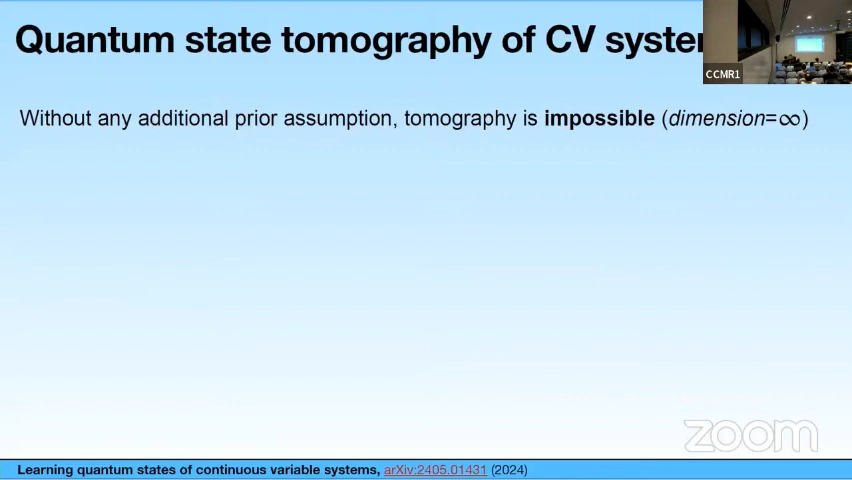 Quantum state tomography of CV
CCMR1
Without any additional prior assumption, tomography is impossible (dimension=∞)
zoom
Learning quantum states of continuous variable systems, arXiv:2405.01431 (2024)